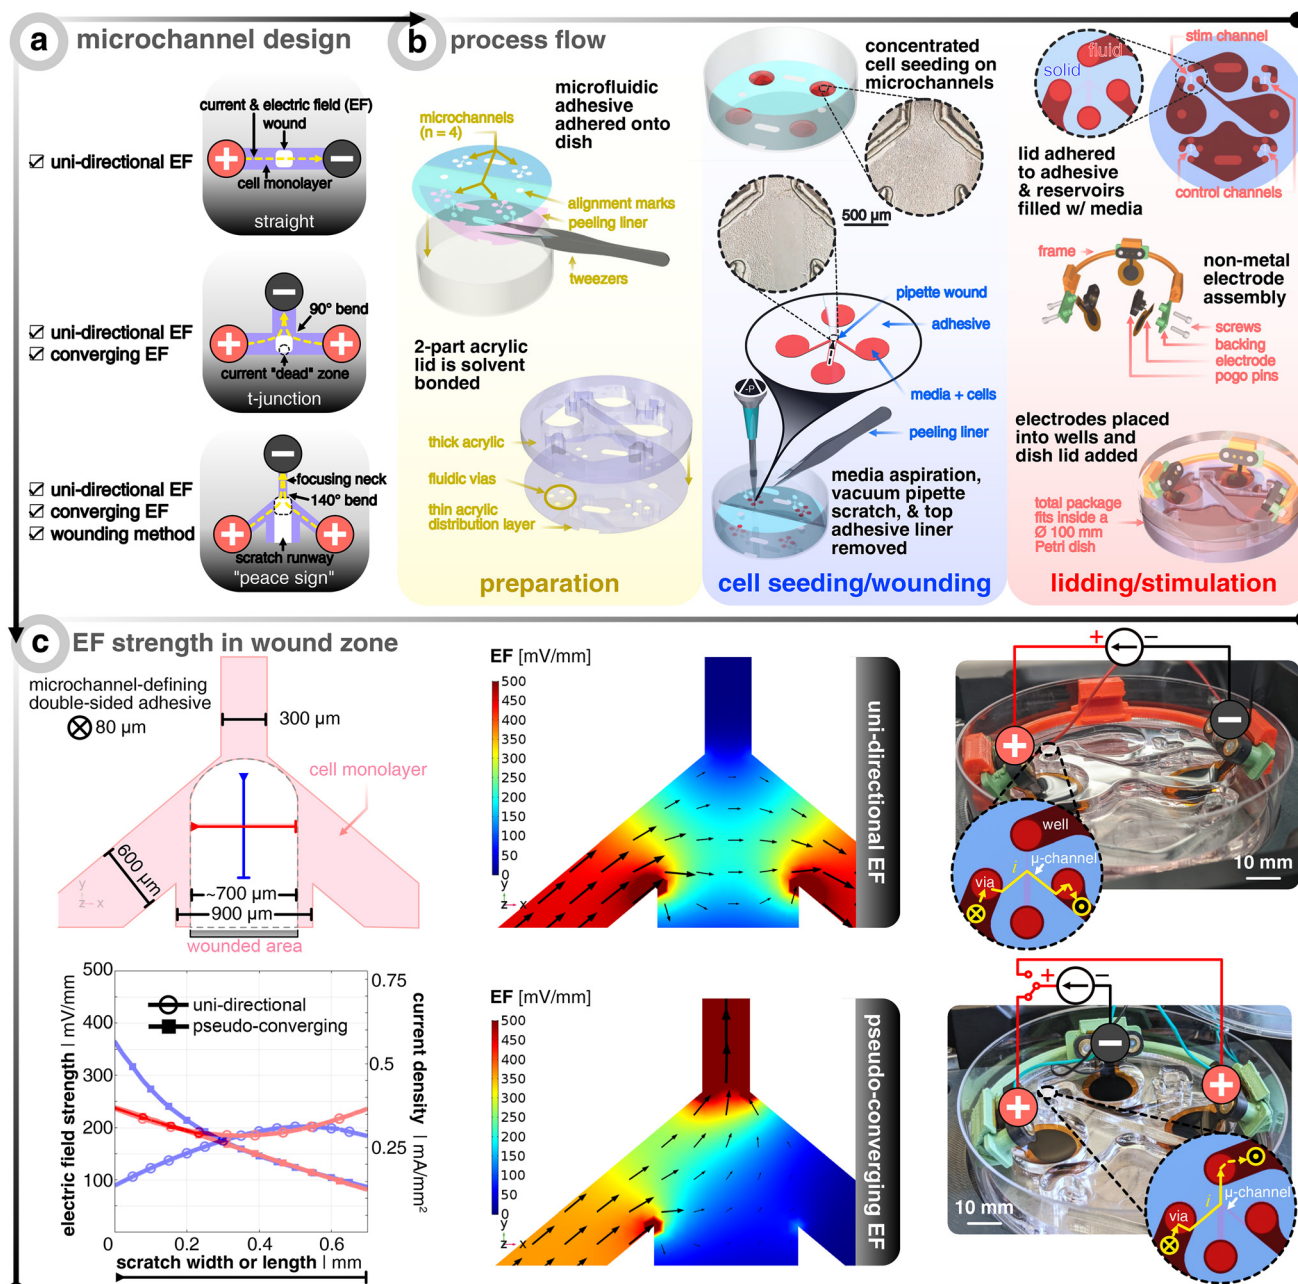 a microchannel design
current & electric field (EF)
wound
uni-directional EF
cell monolayer
straight
90° bend
uni-directional EF
converging EF
current "dead" zone
t-junction
focusing neck
140° bend
uni-directional EF
converging EF
wounding method
scratch runway
"peace sign"
b process flow
microfluidic
adhesive
adhered onto
dish
microchannels
(n = 4)
alignment marks
peeling liner
tweezers
2-part acrylic
lid is solvent
bonded
thick acrylic
fluidic vias
thin acrylic
distribution layer
preparation
concentrated
cell seeding on
microchannels
500 µm
pipette wound
adhesive
media + cells
-P
peeling liner
media aspiration,
vacuum pipette
scratch, & top
adhesive liner
removed
cell seeding/wounding
stim channel
fluid
solid
lid adhered
to adhesive
& reservoirs
filled w/ media
control channels
frame
non-metal
electrode
assembly
screws
backing
electrode
pogo pins
electrodes placed
into wells and
dish lid added
total package
fits inside a
Ø 100 mm
Petri dish
lidding/stimulation
c EF strength in wound zone
microchannel-defining
double-sided adhesive
80 µm
300 µm
cell monolayer
600 µm
y
z x
~700 µm
900 µm
wounded area
500
400
300
200
100
electric field strength | mV/mm
uni-directional
pseudo-converging
0.75
0.5
0.25
current density | mA/mm²
0 0.2 0.4 0.6
scratch width or length | mm
EF [mV/mm]
500
450
400
350
300
250
200
150
100
50
0
y
z x
uni-directional EF
+ −
well
µ-channel
i
via
10 mm
EF [mV/mm]
500
450
400
350
300
250
200
150
100
50
0
y
z x
pseudo-converging EF
+ −
10 mm
µ-channel
i
via